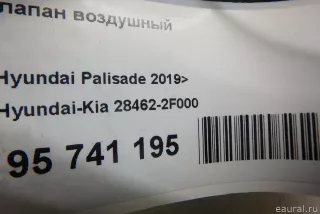 лапан воздушный
Hyundai Palisade 2019>
Hyundai-Kia 28462-2F000
95 741 195
eaural.ru